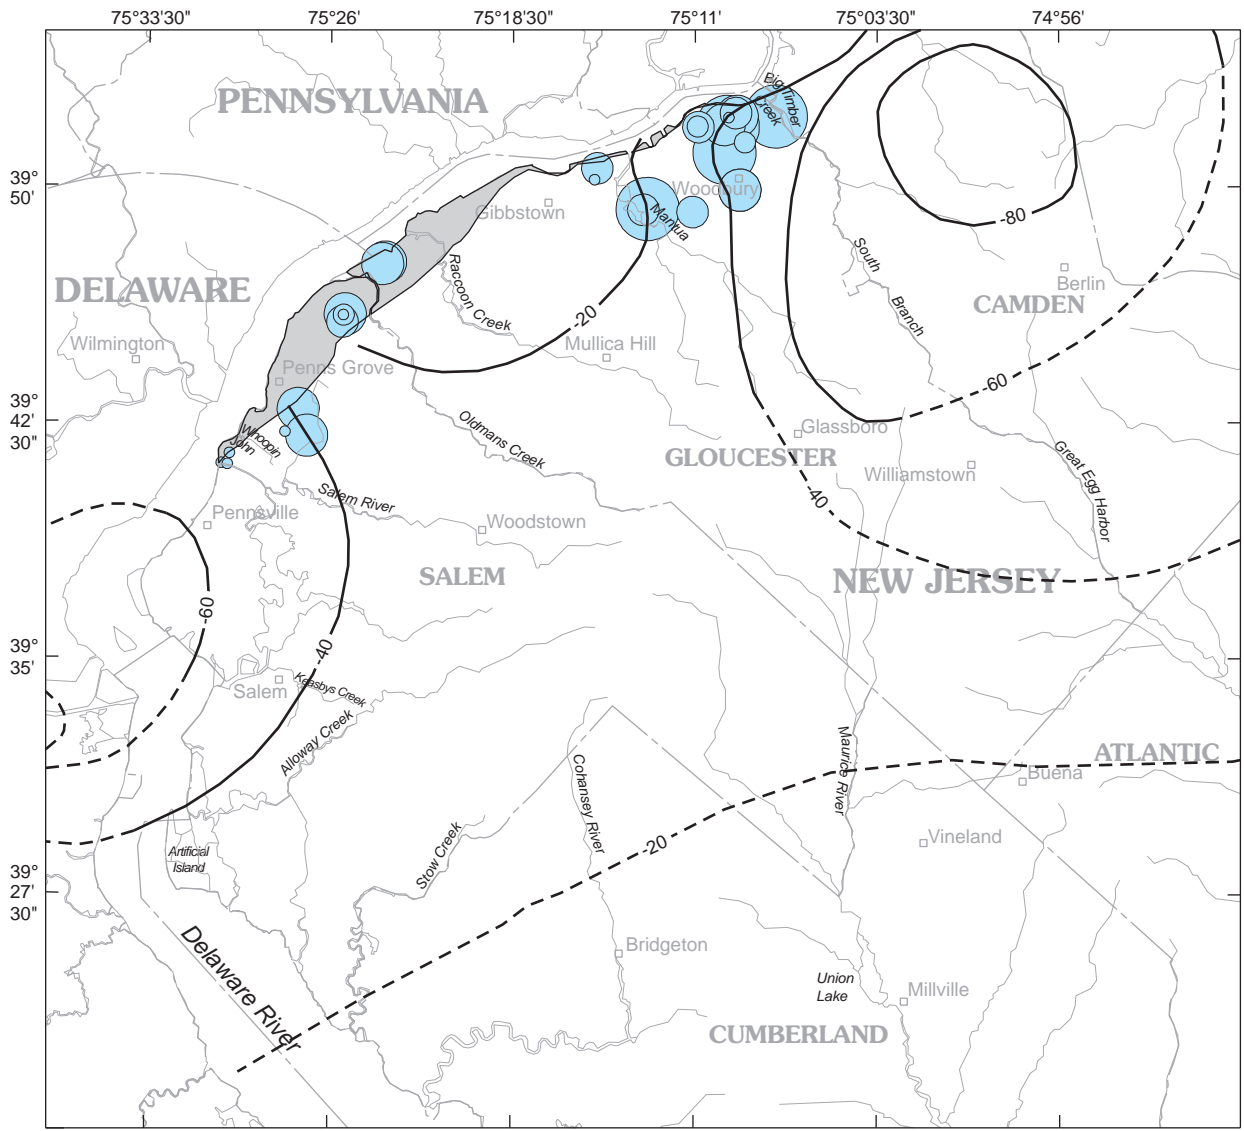 75°33'30"
75°26'
75°18'30"
75°11'
75°03'30"
74°56'
PENNSYLVANIA
Big Timber
Creek
39°
50'
Woodbury
Gibbstown
Mantua
-80
DELAWARE
Raccoon Creek
South
Branch
Berlin
CAMDEN
-20
Wilmington
Mullica Hill
Penns Grove
-60
39°
42'
30"
Whoopin
John
Oldmans Creek
Glassboro
GLOUCESTER
Williamstown
Great Egg Harbor
Salem River
-40
Pennsville
Woodstown
SALEM
NEW JERSEY
-60
39°
35'
-40
Salem
Keasbys Creek
Alloway Creek
Maurice River
ATLANTIC
Cohansey River
Buena
Stow Creek
-20
Vineland
Artificial
Island
39°
27'
30"
Delaware River
Bridgeton
Union
Lake
Millville
CUMBERLAND